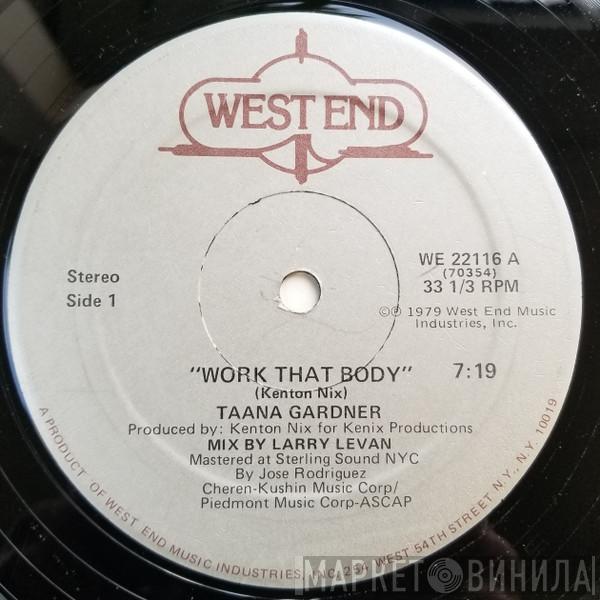 WEST END
Stereo
Side 1
WE 22116 A
(70354)
33 1/3 RPM
©℗ 1979 West End Music
Industries, Inc.
"WORK THAT BODY" 7:19
(Kenton Nix)
TAANA GARDNER
Produced by: Kenton Nix for Kenix Productions
MIX BY LARRY LEVAN
Mastered at Sterling Sound NYC
By Jose Rodriguez
Cheren-Kushin Music Corp/
Piedmont Music Corp-ASCAP
A PRODUCT OF WEST END MUSIC INDUSTRIES, INC. 254 WEST 54TH STREET N.Y., N.Y. 10019
МАРКЕТ ВИНИЛА